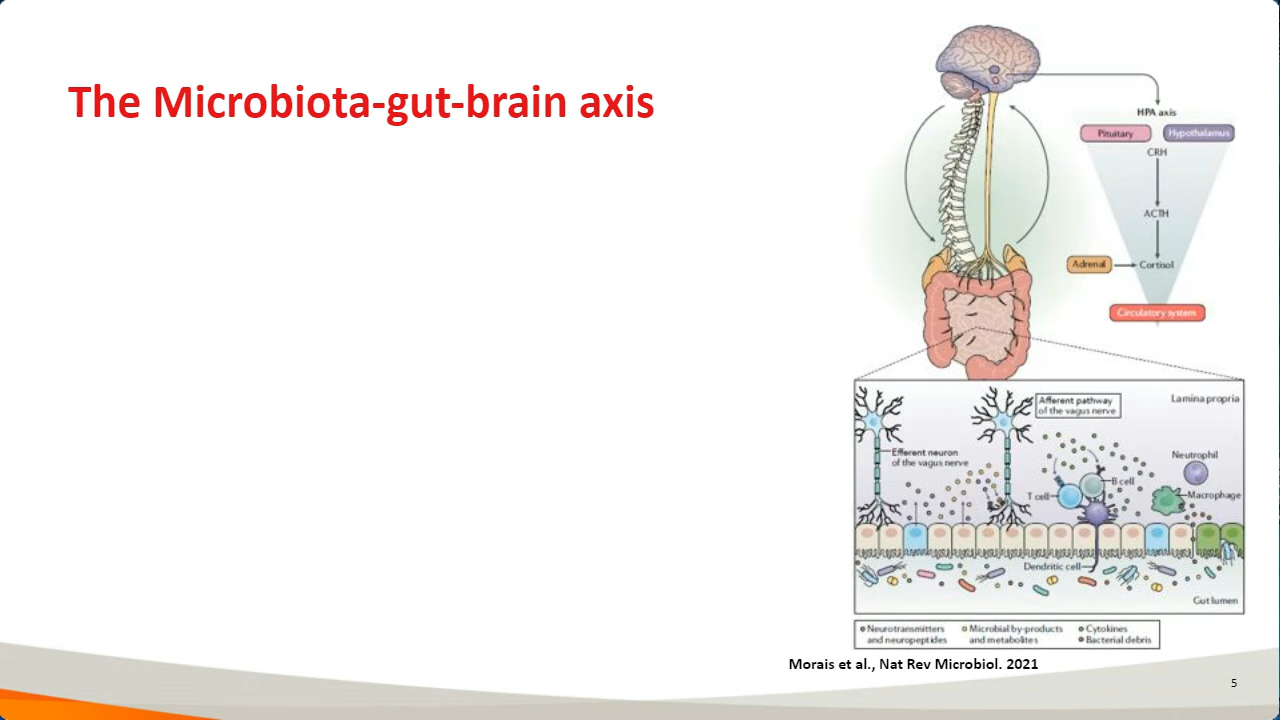 The Microbiota-gut-brain axis
HPA axis
Pituitary
Hypothalamus
CRH
ACTH
Adrenal
Cortisol
Circulatory system
Afferent pathway
of the vagus nerve
Lamina propria
Efferent neuron
of the vagus nerve
Neutrophil
B cell
T cell
Macrophage
Dendritic cell
Gut lumen
Neurotransmitters
and neuropeptides
Microbial by-products
and metabolites
Cytokines
Bacterial debris
Morais et al., Nat Rev Microbiol. 2021
5